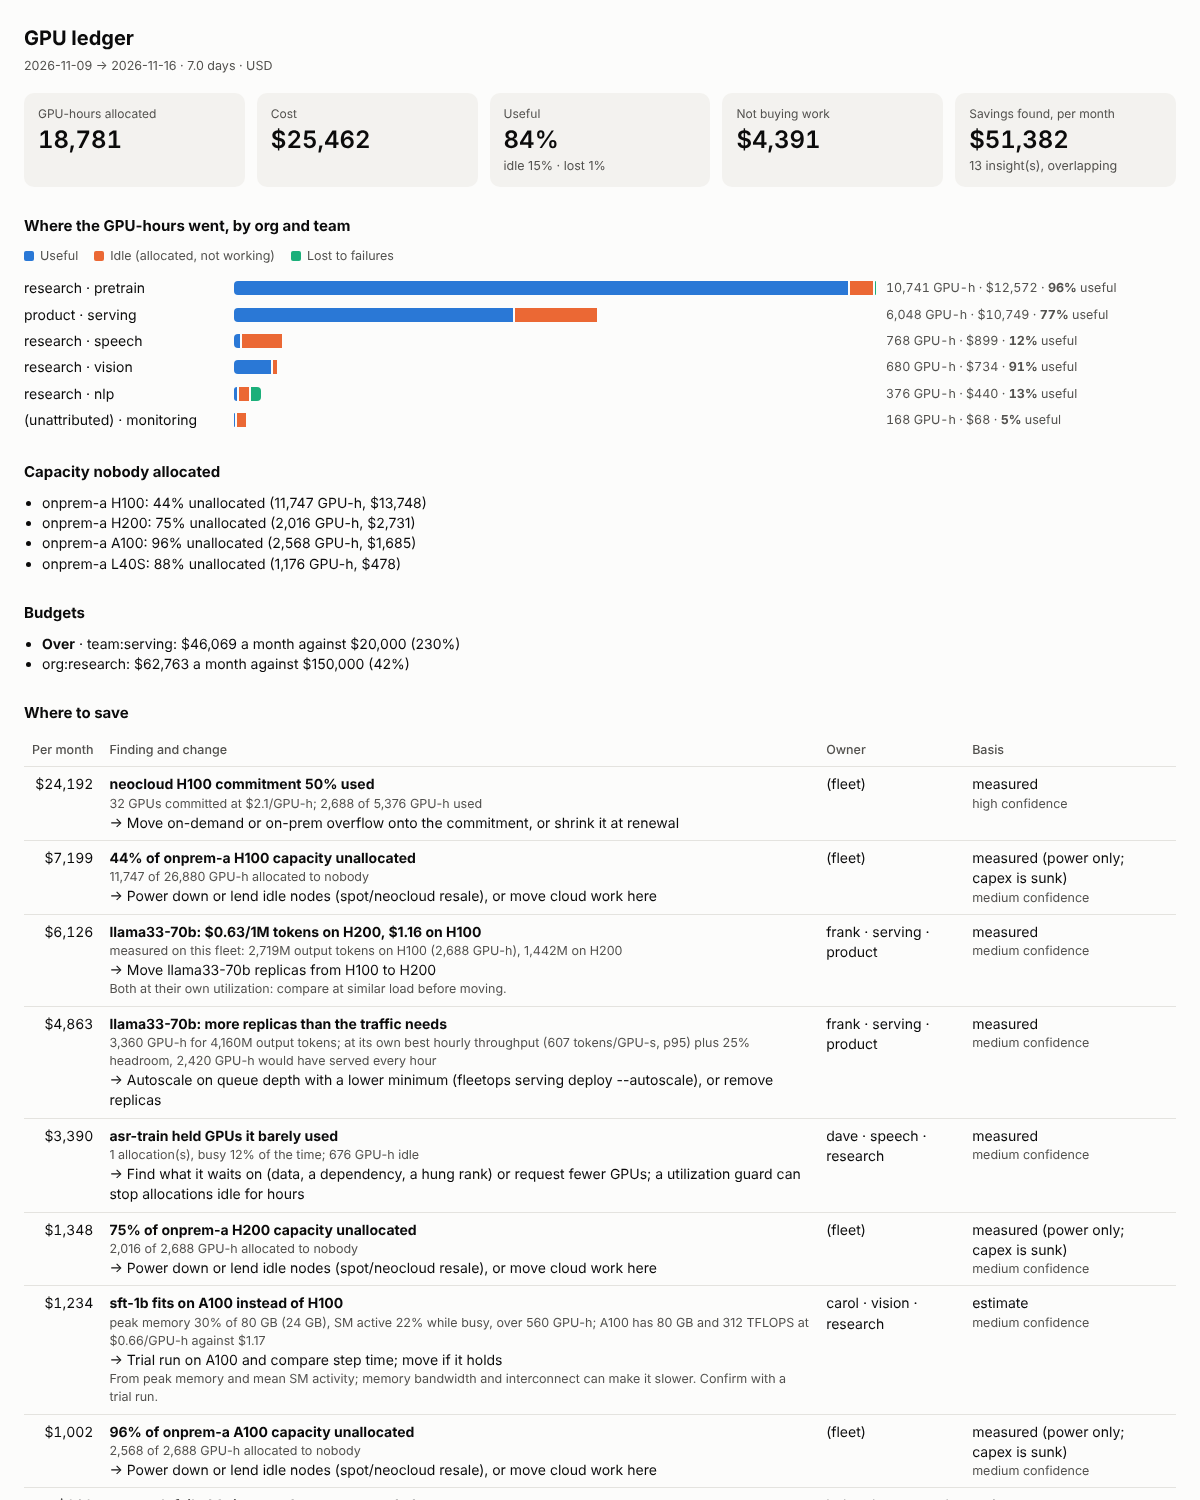 GPU ledger
2026-11-09 → 2026-11-16 · 7.0 days · USD
GPU-hours allocated
18,781
Cost
$25,462
Useful
84%
idle 15% · lost 1%
Not buying work
$4,391
Savings found, per month
$51,382
13 insight(s), overlapping
Where the GPU-hours went, by org and team
Useful
Idle (allocated, not working)
Lost to failures
research · pretrain 10,741 GPU-h · $12,572 · 96% useful
product · serving 6,048 GPU-h · $10,749 · 77% useful
research · speech 768 GPU-h · $899 · 12% useful
research · vision 680 GPU-h · $734 · 91% useful
research · nlp 376 GPU-h · $440 · 13% useful
(unattributed) · monitoring 168 GPU-h · $68 · 5% useful
Capacity nobody allocated
• onprem-a H100: 44% unallocated (11,747 GPU-h, $13,748)
• onprem-a H200: 75% unallocated (2,016 GPU-h, $2,731)
• onprem-a A100: 96% unallocated (2,568 GPU-h, $1,685)
• onprem-a L40S: 88% unallocated (1,176 GPU-h, $478)
Budgets
• Over · team:serving: $46,069 a month against $20,000 (230%)
• org:research: $62,763 a month against $150,000 (42%)
Where to save
Per month Finding and change Owner Basis
$24,192 neocloud H100 commitment 50% used (fleet) measured
32 GPUs committed at $2.1/GPU-h; 2,688 of 5,376 GPU-h used high confidence
→ Move on-demand or on-prem overflow onto the commitment, or shrink it at renewal
$7,199 44% of onprem-a H100 capacity unallocated (fleet) measured (power only;
11,747 of 26,880 GPU-h allocated to nobody capex is sunk)
→ Power down or lend idle nodes (spot/neocloud resale), or move cloud work here medium confidence
$6,126 llama33-70b: $0.63/1M tokens on H200, $1.16 on H100 frank · serving · measured
measured on this fleet: 2,719M output tokens on H100 (2,688 GPU-h), 1,442M on H200 product medium confidence
→ Move llama33-70b replicas from H100 to H200
Both at their own utilization: compare at similar load before moving.
$4,863 llama33-70b: more replicas than the traffic needs frank · serving · measured
3,360 GPU-h for 4,160M output tokens; at its own best hourly throughput (607 tokens/GPU-s, p95) plus 25% product medium confidence
headroom, 2,420 GPU-h would have served every hour
→ Autoscale on queue depth with a lower minimum (fleetops serving deploy --autoscale), or remove
replicas
$3,390 asr-train held GPUs it barely used dave · speech · measured
1 allocation(s), busy 12% of the time; 676 GPU-h idle research medium confidence
→ Find what it waits on (data, a dependency, a hung rank) or request fewer GPUs; a utilization guard can
stop allocations idle for hours
$1,348 75% of onprem-a H200 capacity unallocated (fleet) measured (power only;
2,016 of 2,688 GPU-h allocated to nobody capex is sunk)
→ Power down or lend idle nodes (spot/neocloud resale), or move cloud work here medium confidence
$1,234 sft-1b fits on A100 instead of H100 carol · vision · estimate
peak memory 30% of 80 GB (24 GB), SM active 22% while busy, over 560 GPU-h; A100 has 80 GB and 312 TFLOPS at research medium confidence
$0.66/GPU-h against $1.17
→ Trial run on A100 and compare step time; move if it holds
From peak memory and mean SM activity; memory bandwidth and interconnect can make it slower. Confirm with a
trial run.
$1,002 96% of onprem-a A100 capacity unallocated (fleet) measured (power only;
2,568 of 2,688 GPU-h allocated to nobody capex is sunk)
→ Power down or lend idle nodes (spot/neocloud resale), or move cloud work here medium confidence